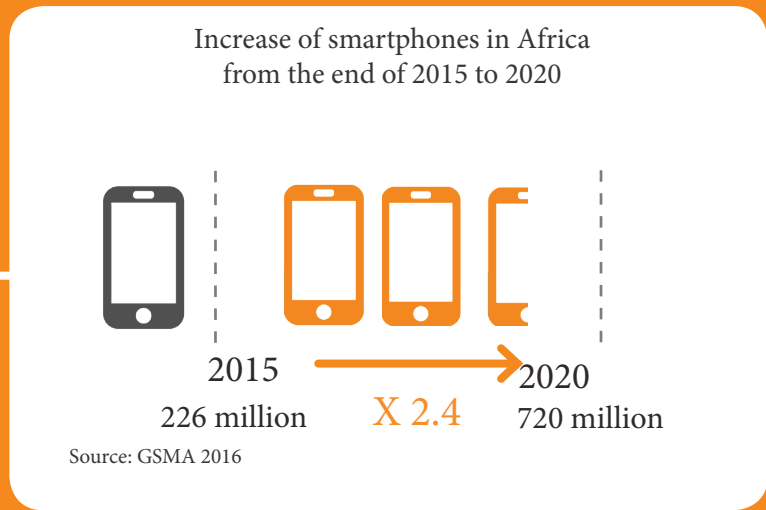 Increase of smartphones in Africa
from the end of 2015 to 2020
2015
2020
226 million
X 2.4
720 million
Source: GSMA 2016